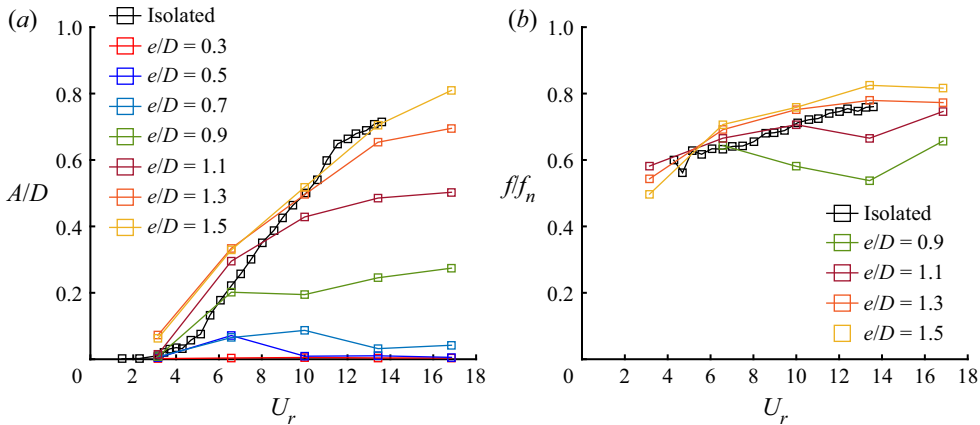 (a)
1.0
0.8
0.6
0.4
0.2
0
2
4
6
8
10
12
14
16
18
A/D
U_r
Isolated
e/D = 0.3
e/D = 0.5
e/D = 0.7
e/D = 0.9
e/D = 1.1
e/D = 1.3
e/D = 1.5
(b)
1.0
0.8
0.6
0.4
0.2
0
2
4
6
8
10
12
14
16
18
f/f_n
U_r
Isolated
e/D = 0.9
e/D = 1.1
e/D = 1.3
e/D = 1.5